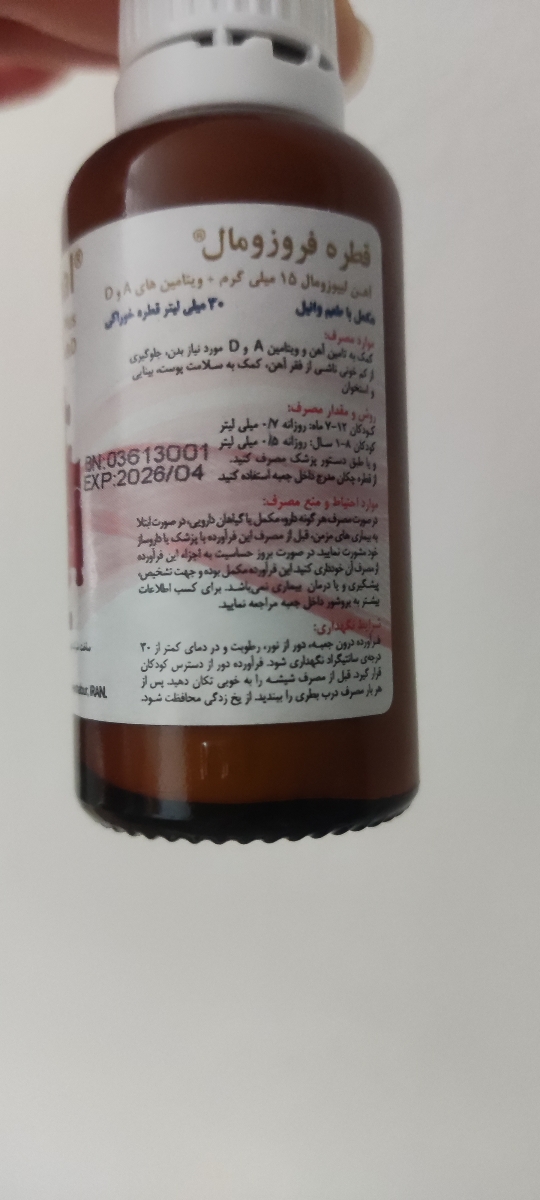 قطره فروزومال®
آهن لیپوزومال ۱۵ میلی گرم + ویتامین های A و D
مکمل با طعم وانیل
۳۰ میلی لیتر قطره خوراکی
موارد مصرف:
کمک به تامین آهن و ویتامین A و D مورد نیاز بدن، جلوگیری
از کم خونی ناشی از فقر آهن، کمک به سلامت پوست، بینایی
و استخوان
روش و مقدار مصرف:
کودکان ۱۲-۷ ماه: روزانه ۰/۷ میلی لیتر
کودکان ۸-۱ سال: روزانه ۰/۵ میلی لیتر
و یا طبق دستور پزشک مصرف کنید.
از قطره چکان مدرج داخل جعبه استفاده کنید.
BN:03613001
EXP:2026/04
موارد احتیاط و منع مصرف:
در صورت مصرف هر گونه دارو، مکمل یا گیاهان دارویی، در صورت ابتلا
به بیماری های مزمن، قبل از مصرف این فرآورده با پزشک یا داروساز
خود مشورت نمایید. در صورت بروز حساسیت به اجزاء این فرآورده
از مصرف آن خودداری کنید. این فرآورده مکمل بوده و جهت تشخیص،
پیشگیری و یا درمان بیماری نمی‌باشد. برای کسب اطلاعات
بیشتر به بروشور داخل جعبه مراجعه نمایید.
شرایط نگهداری:
فرآورده درون جعبه، دور از نور، رطوبت و در دمای کمتر از ۳۰
درجه‌ی سانتیگراد نگهداری شود. فرآورده دور از دسترس کودکان
قرار گیرد. قبل از مصرف شیشه را به خوبی تکان دهید. پس از
هر بار مصرف درب بطری را ببندید. از یخ زدگی محافظت شود.
IRAN.